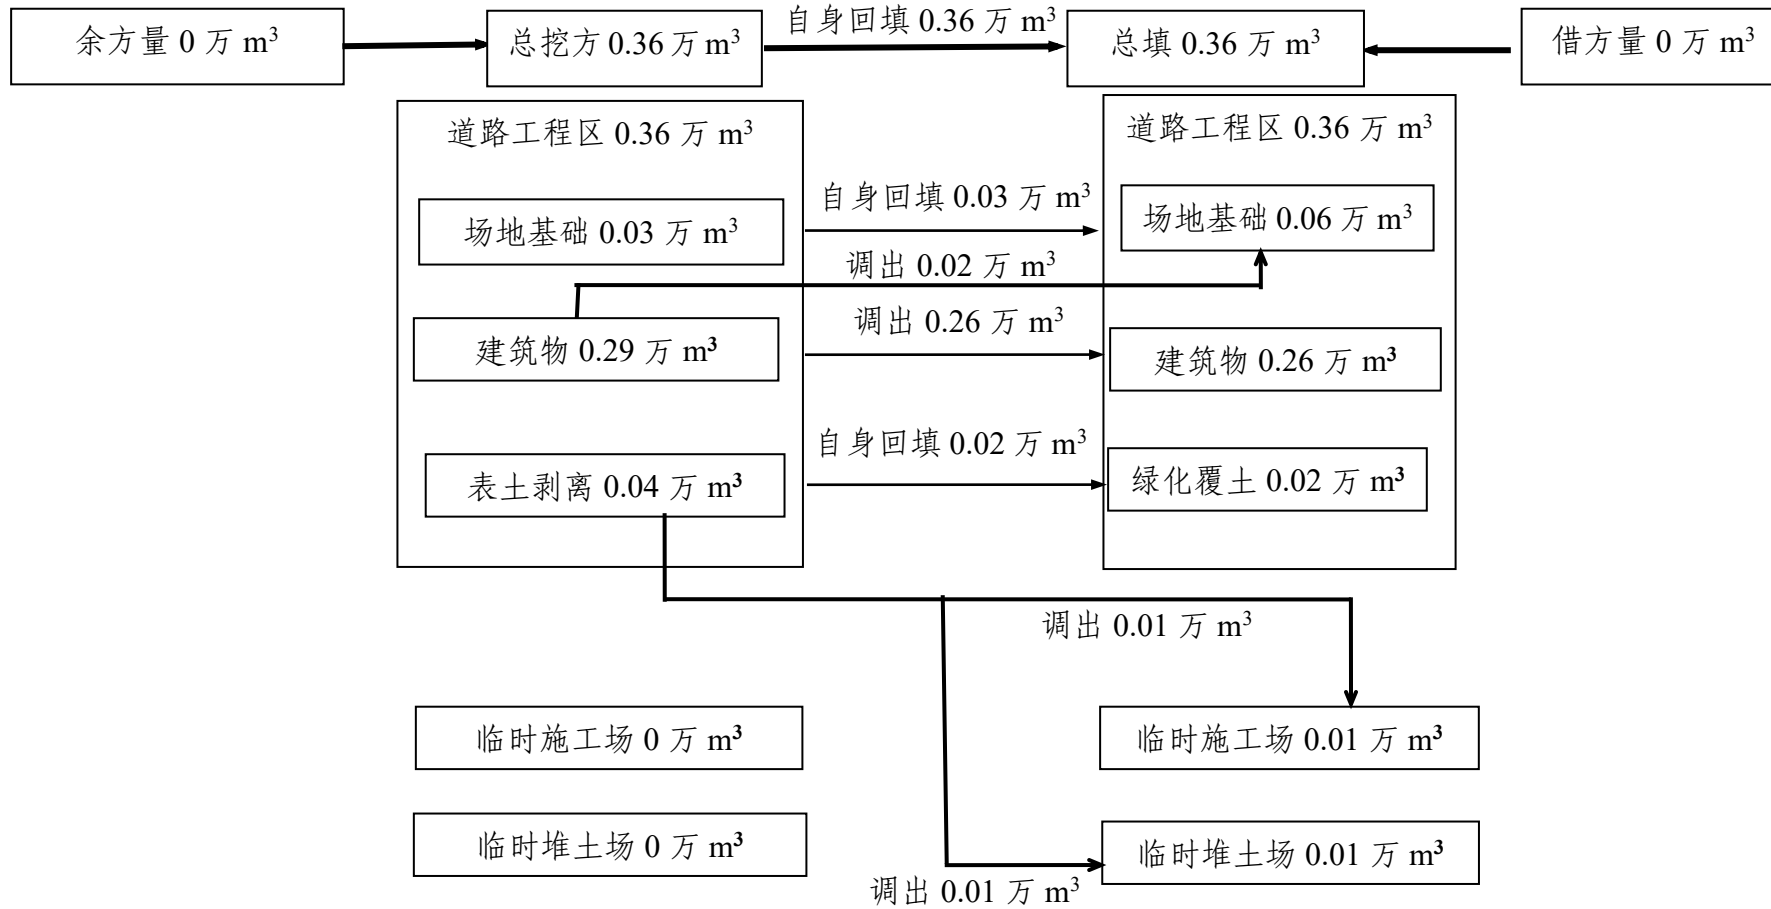 余方量 0 万 m³
总挖方 0.36 万 m³
自身回填 0.36 万 m³
总填 0.36 万 m³
借方量 0 万 m³
道路工程区 0.36 万 m³
道路工程区 0.36 万 m³
场地基础 0.03 万 m³
自身回填 0.03 万 m³
场地基础 0.06 万 m³
调出 0.02 万 m³
建筑物 0.29 万 m³
调出 0.26 万 m³
建筑物 0.26 万 m³
表土剥离 0.04 万 m³
自身回填 0.02 万 m³
绿化覆土 0.02 万 m³
调出 0.01 万 m³
临时施工场 0 万 m³
临时施工场 0.01 万 m³
临时堆土场 0 万 m³
临时堆土场 0.01 万 m³
调出 0.01 万 m³